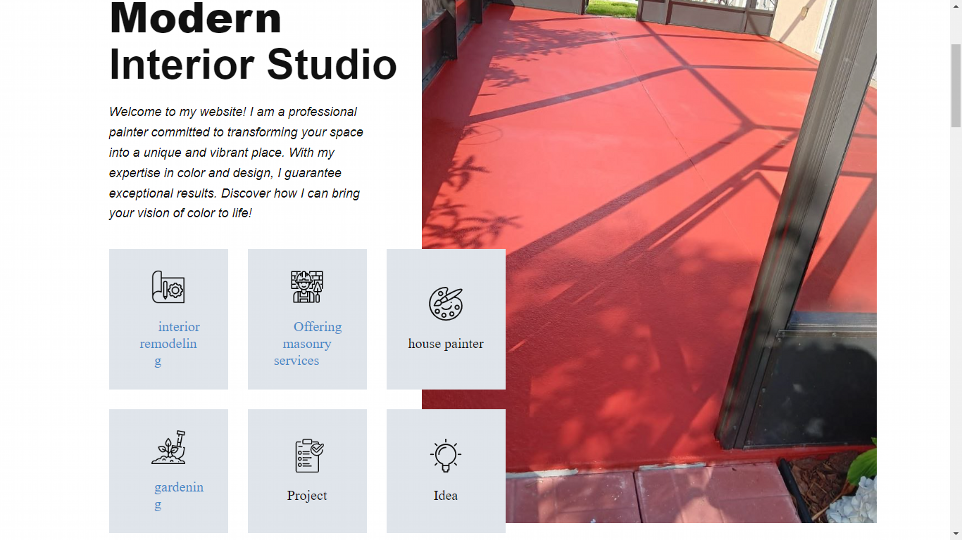 Modern
Interior Studio
Welcome to my website! I am a professional
painter committed to transforming your space
into a unique and vibrant place. With my
expertise in color and design, I guarantee
exceptional results. Discover how I can bring
your vision of color to life!
interior
remodelin
g
Offering
masonry
services
house painter
gardenin
g
Project
Idea